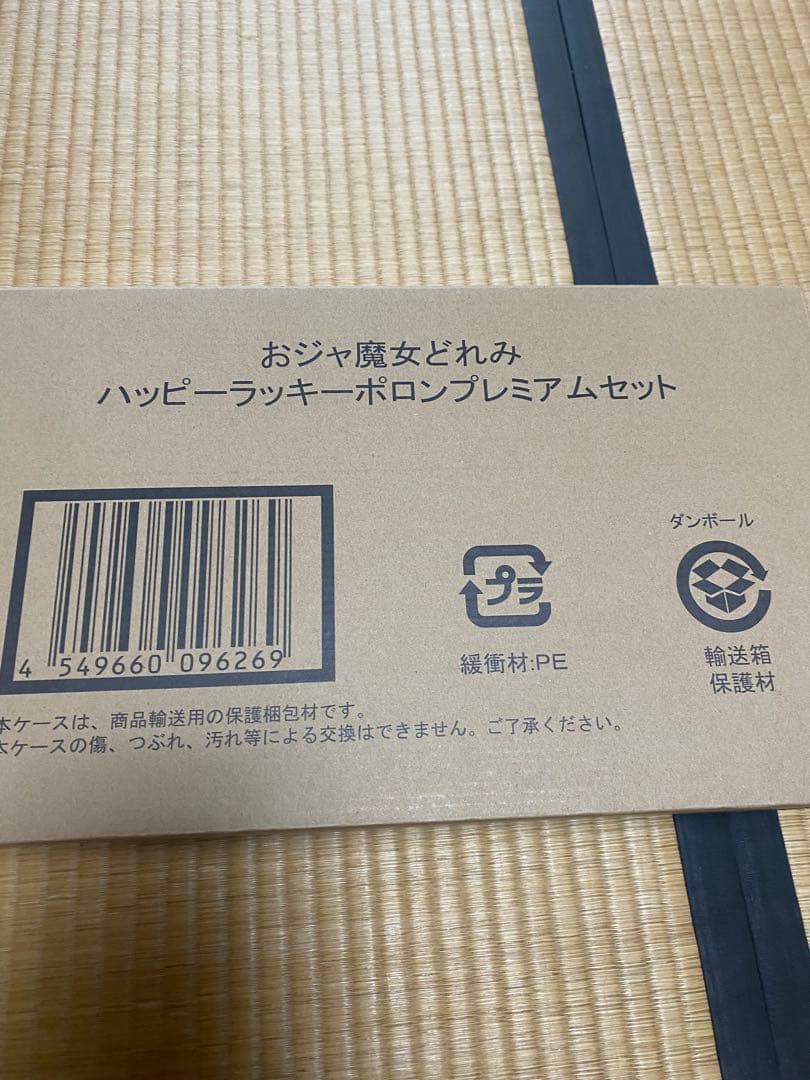 おジャ魔女どれみ
ハッピーラッキーポロンプレミアムセット
ダンボール
プラ
4 549660 096269
緩衝材:PE
輸送箱
保護材
本ケースは、商品輸送用の保護梱包材です。
本ケースの傷、つぶれ、汚れ等による交換はできません。ご了承ください。